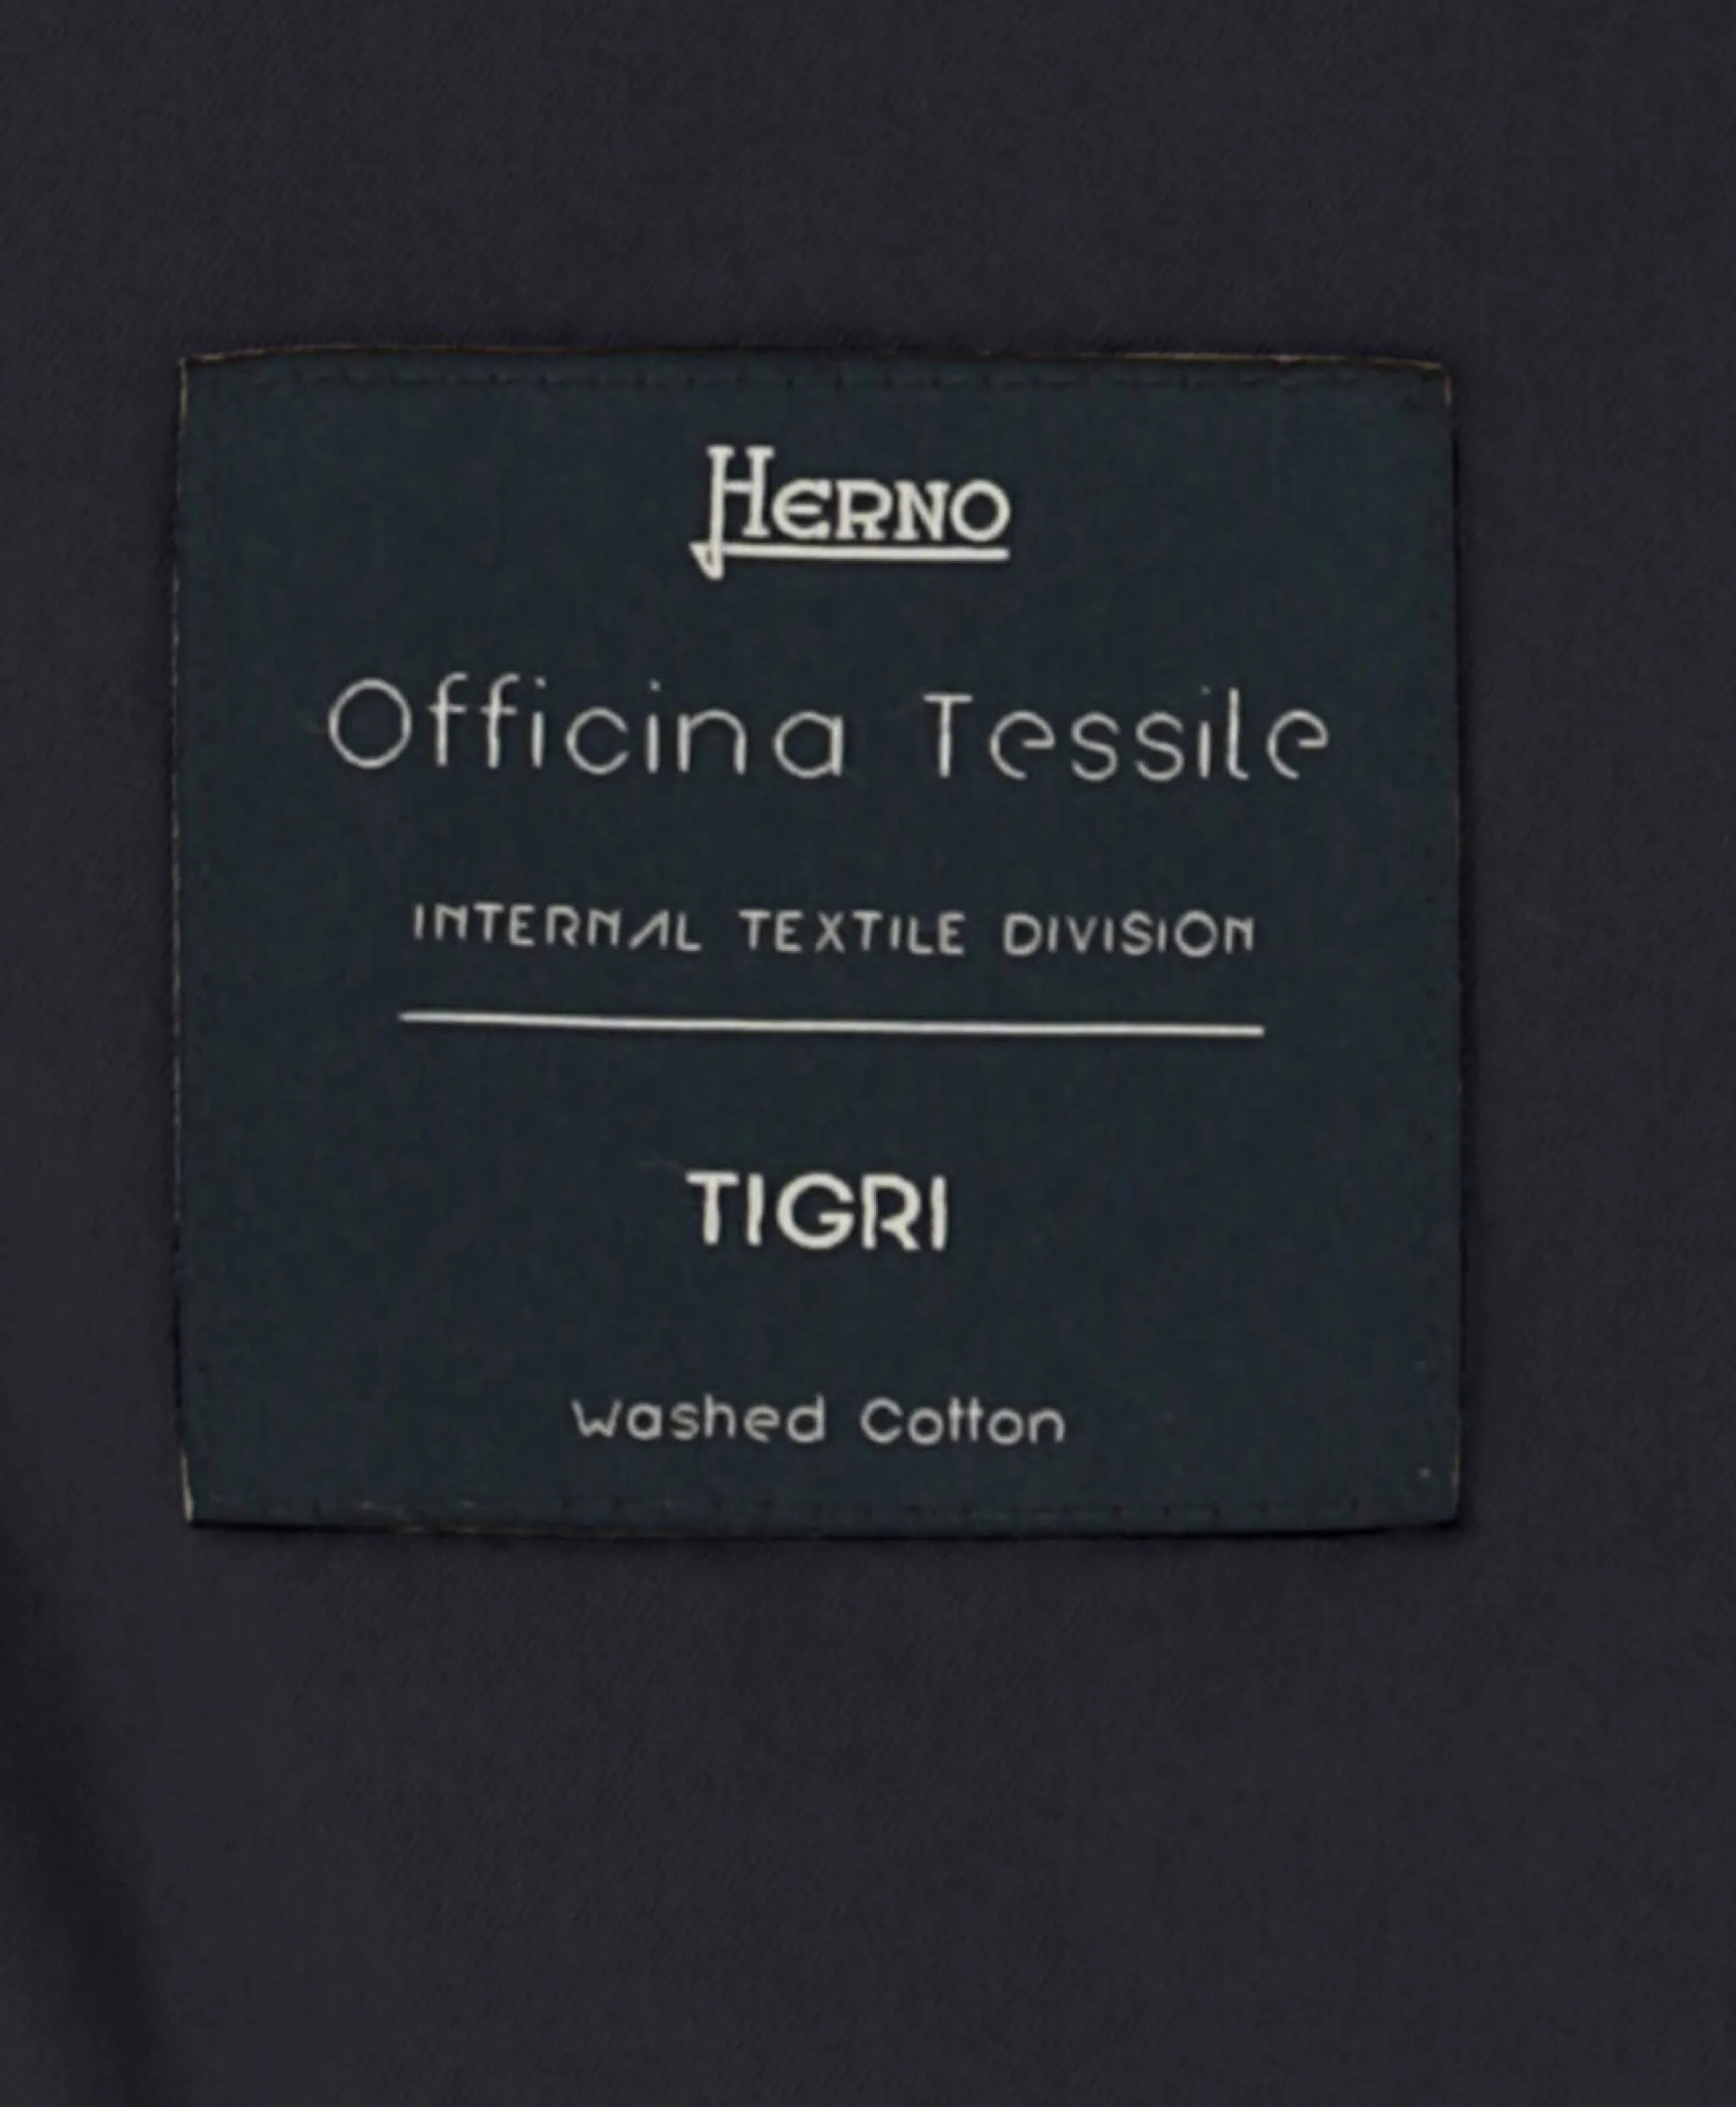 HERNO
Officina Tessile
INTERNAL TEXTILE DIVISION
TIGRI
Washed Cotton